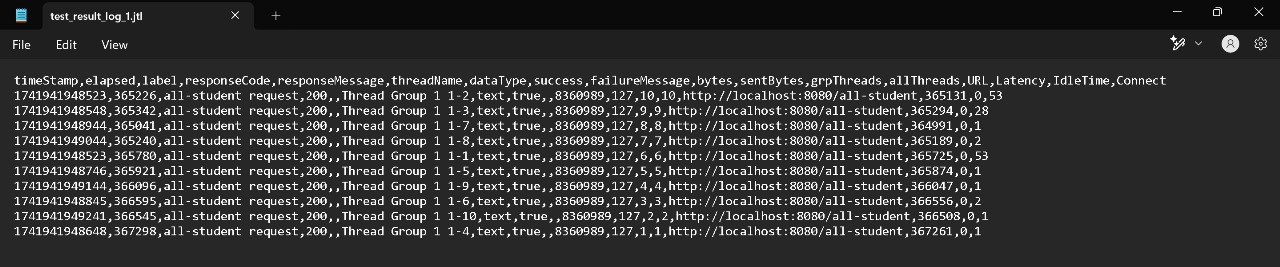 test_result_log_1.jtl
File Edit View
timeStamp,elapsed,label,responseCode,responseMessage,threadName,dataType,success,failureMessage,bytes,sentBytes,grpThreads,allThreads,URL,Latency,IdleTime,Connect
1741941948523,365226,all-student request,200,,Thread Group 1 1-2,text,true,,8360989,127,10,10,http://localhost:8080/all-student,365131,0,53
1741941948548,365342,all-student request,200,,Thread Group 1 1-3,text,true,,8360989,127,9,9,http://localhost:8080/all-student,365294,0,28
1741941948944,365041,all-student request,200,,Thread Group 1 1-7,text,true,,8360989,127,8,8,http://localhost:8080/all-student,364991,0,1
1741941949044,365240,all-student request,200,,Thread Group 1 1-8,text,true,,8360989,127,7,7,http://localhost:8080/all-student,365189,0,2
1741941948523,365780,all-student request,200,,Thread Group 1 1-1,text,true,,8360989,127,6,6,http://localhost:8080/all-student,365725,0,53
1741941948746,365921,all-student request,200,,Thread Group 1 1-5,text,true,,8360989,127,5,5,http://localhost:8080/all-student,365874,0,1
1741941949144,366096,all-student request,200,,Thread Group 1 1-9,text,true,,8360989,127,4,4,http://localhost:8080/all-student,366047,0,1
1741941948845,366595,all-student request,200,,Thread Group 1 1-6,text,true,,8360989,127,3,3,http://localhost:8080/all-student,366556,0,2
1741941949241,366545,all-student request,200,,Thread Group 1 1-10,text,true,,8360989,127,2,2,http://localhost:8080/all-student,366508,0,1
1741941948648,367298,all-student request,200,,Thread Group 1 1-4,text,true,,8360989,127,1,1,http://localhost:8080/all-student,367261,0,1